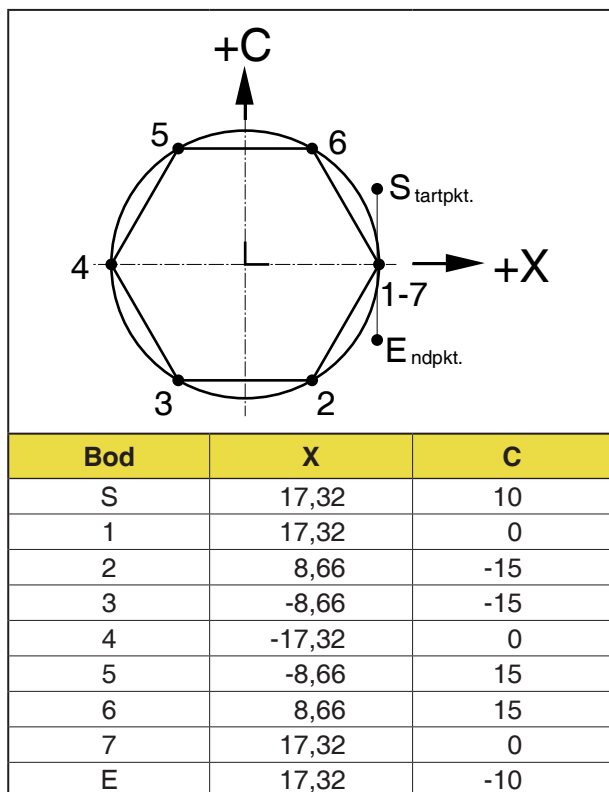 +C
5
6
S tartpkt.
4
+X
1-7
E ndpkt.
3
2
Bod X C
S 17,32 10
1 17,32 0
2 8,66 -15
3 -8,66 -15
4 -17,32 0
5 -8,66 15
6 8,66 15
7 17,32 0
E 17,32 -10